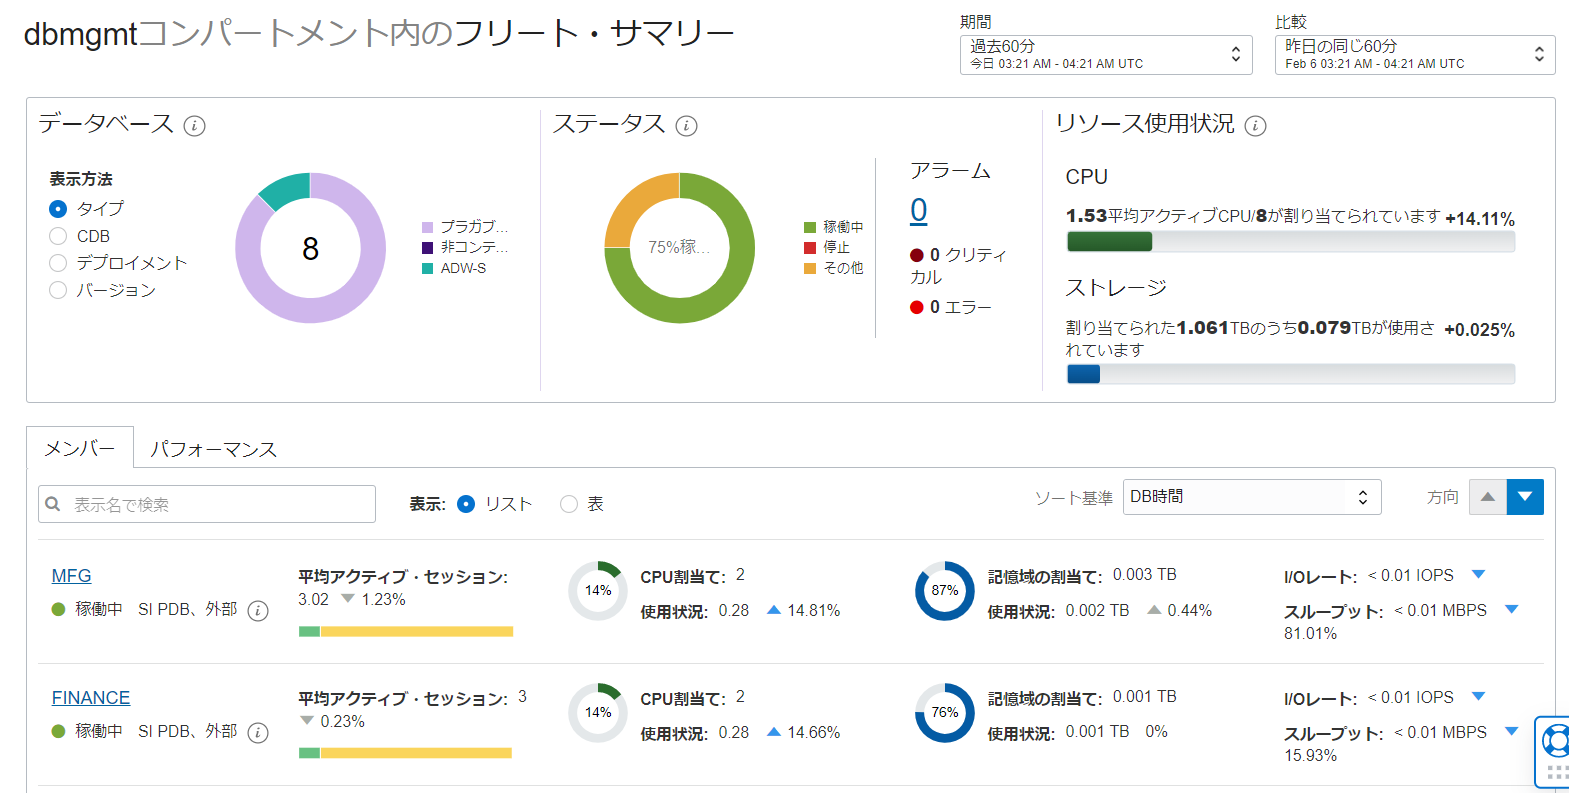 dbmgmtコンパートメント内のフリート・サマリー
期間
過去60分
今日 03:21 AM - 04:21 AM UTC
比較
昨日の同じ60分
Feb 6 03:21 AM - 04:21 AM UTC
データベース
表示方法
タイプ
CDB
デプロイメント
バージョン
8
プラガブ...
非コンテ...
ADW-S
ステータス
75%稼...
稼働中
停止
その他
アラーム
0
0 クリティ
カル
0 エラー
リソース使用状況
CPU
1.53平均アクティブCPU/8が割り当てられています +14.11%
ストレージ
割り当てられた1.061TBのうち0.079TBが使用さ +0.025%
れています
メンバー パフォーマンス
表示名で検索
表示: リスト 表
ソート基準 DB時間
方向
MFG
稼働中 SI PDB、外部
平均アクティブ・セッション:
3.02 1.23%
14%
CPU割当て: 2
使用状況: 0.28 14.81%
87%
記憶域の割当て: 0.003 TB
使用状況: 0.002 TB 0.44%
I/Oレート: < 0.01 IOPS
スループット: < 0.01 MBPS
81.01%
FINANCE
稼働中 SI PDB、外部
平均アクティブ・セッション: 3
0.23%
14%
CPU割当て: 2
使用状況: 0.28 14.66%
76%
記憶域の割当て: 0.001 TB
使用状況: 0.001 TB 0%
I/Oレート: < 0.01 IOPS
スループット: < 0.01 MBPS
15.93%